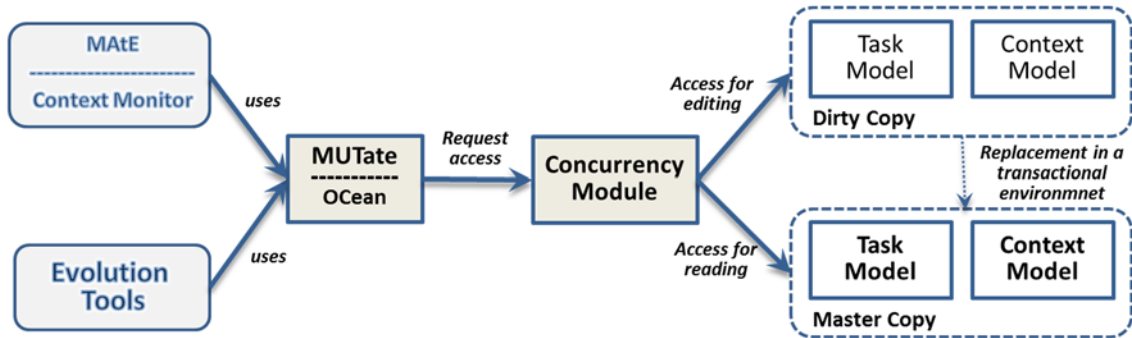 MAtE
Context Monitor
uses
Evolution
Tools
uses
MUTate
OCean
Request
access
Concurrency
Module
Access for
editing
Access for
reading
Task
Model
Context
Model
Dirty Copy
Replacement in a
transactional
environmnet
Task
Model
Context
Model
Master Copy